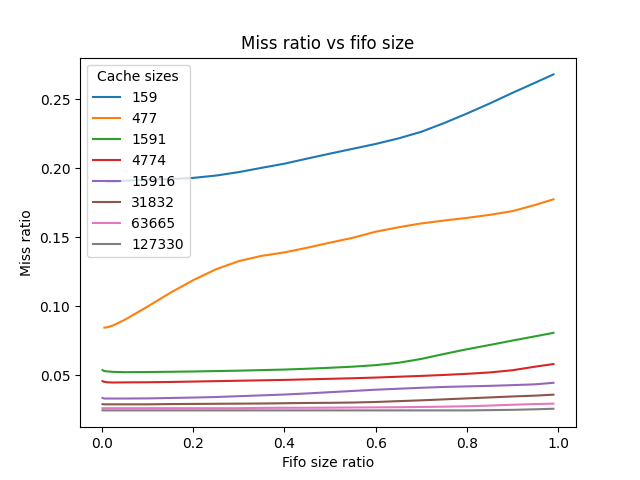 Miss ratio vs fifo size
Cache sizes
159
477
1591
4774
15916
31832
63665
127330
0.25
0.20
0.15
0.10
0.05
Miss ratio
0.0 0.2 0.4 0.6 0.8 1.0
Fifo size ratio